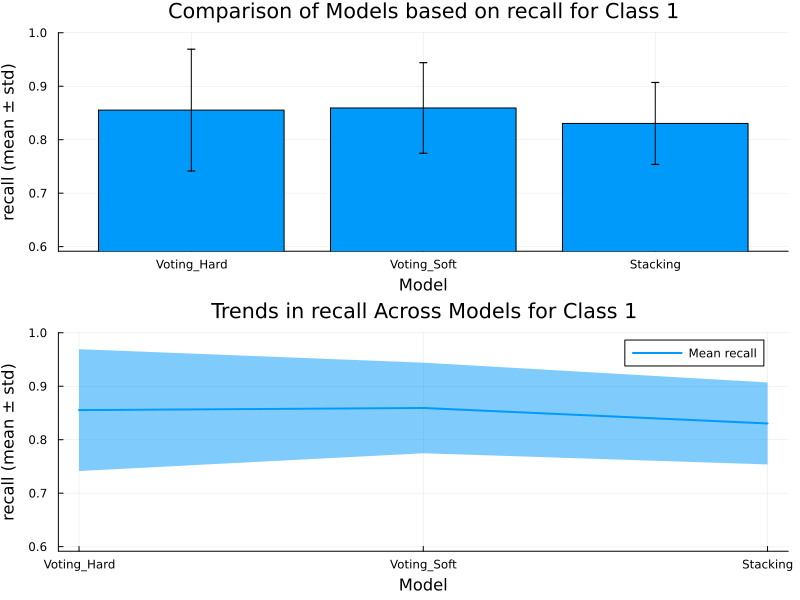 Comparison of Models based on recall for Class 1
recall (mean ± std)
1.0
0.9
0.8
0.7
0.6
Voting_Hard Voting_Soft Stacking
Model
Trends in recall Across Models for Class 1
recall (mean ± std)
1.0
0.9
0.8
0.7
0.6
Mean recall
Voting_Hard Voting_Soft Stacking
Model